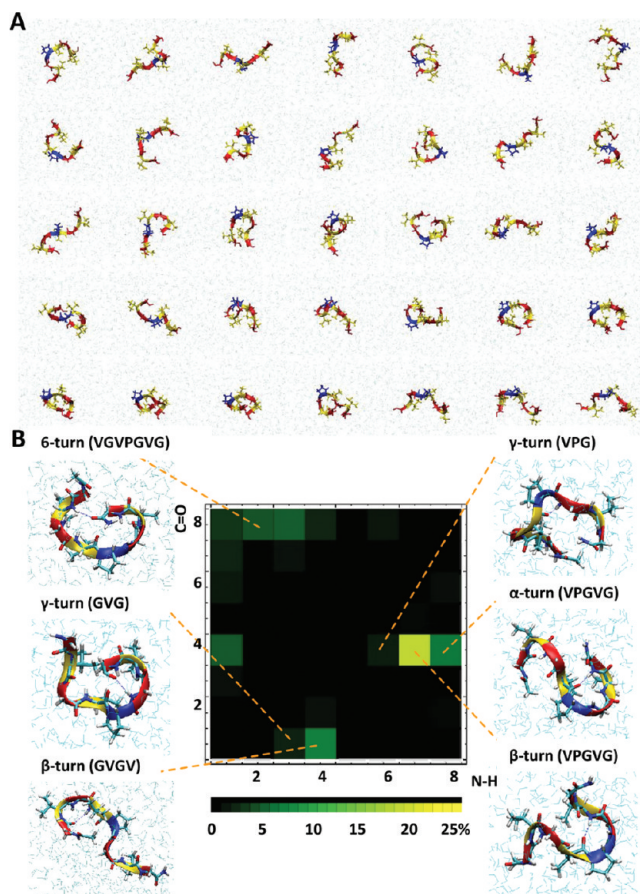 A
B
6-turn (VGVPGVG)
γ-turn (VPG)
C=O
8
6
4
2
γ-turn (GVG)
α-turn (VPGVG)
β-turn (GVGV)
β-turn (VPGVG)
2 4 6 8 N-H
0 5 10 15 20 25%